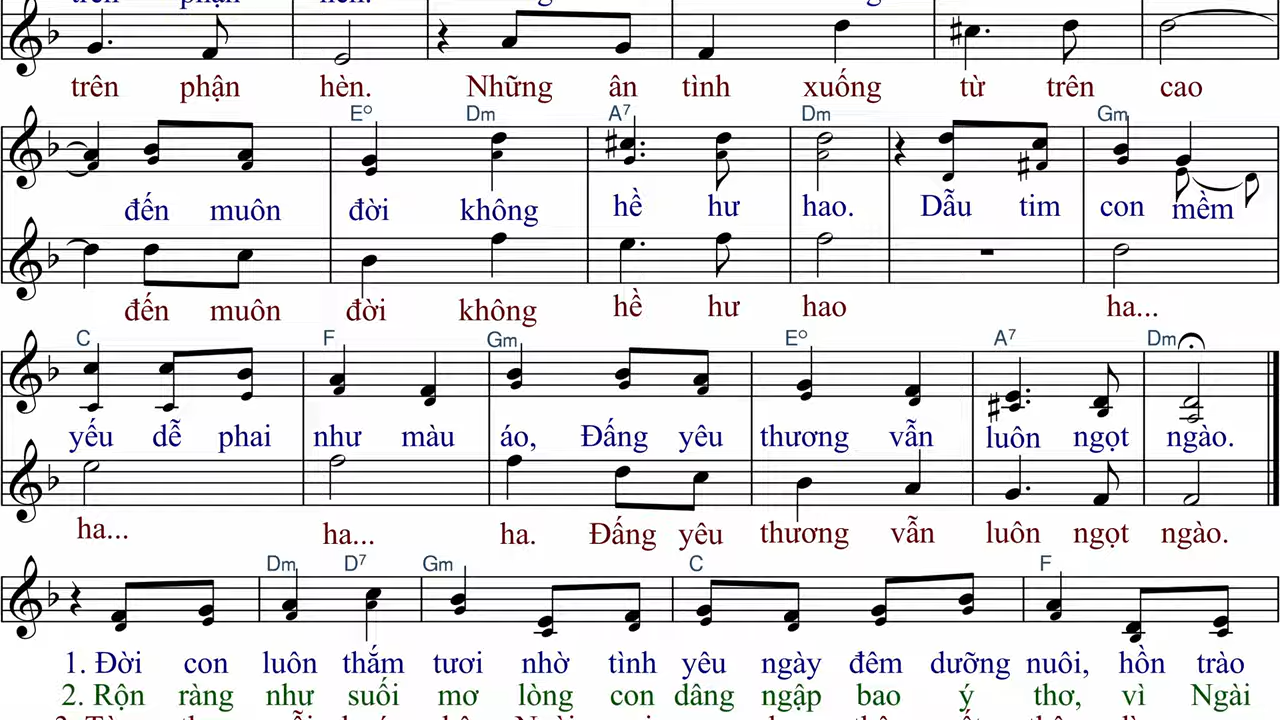 trên phận hèn.
trên phận hèn. Những ân tình xuống từ trên cao
E° Dm A7 Dm Gm
đến muôn đời không hề hư hao. Dẫu tim con mềm
đến muôn đời không hề hư hao ha...
C F Gm E° A7 Dm
yếu dễ phai như màu áo, Đấng yêu thương vẫn luôn ngọt ngào.
ha... ha... ha. Đấng yêu thương vẫn luôn ngọt ngào.
Dm D7 Gm C F
1. Đời con luôn thắm tươi nhờ tình yêu ngày đêm dưỡng nuôi, hồn trào
2. Rộn ràng như suối mơ lòng con dâng ngập bao ý thơ, vì Ngài